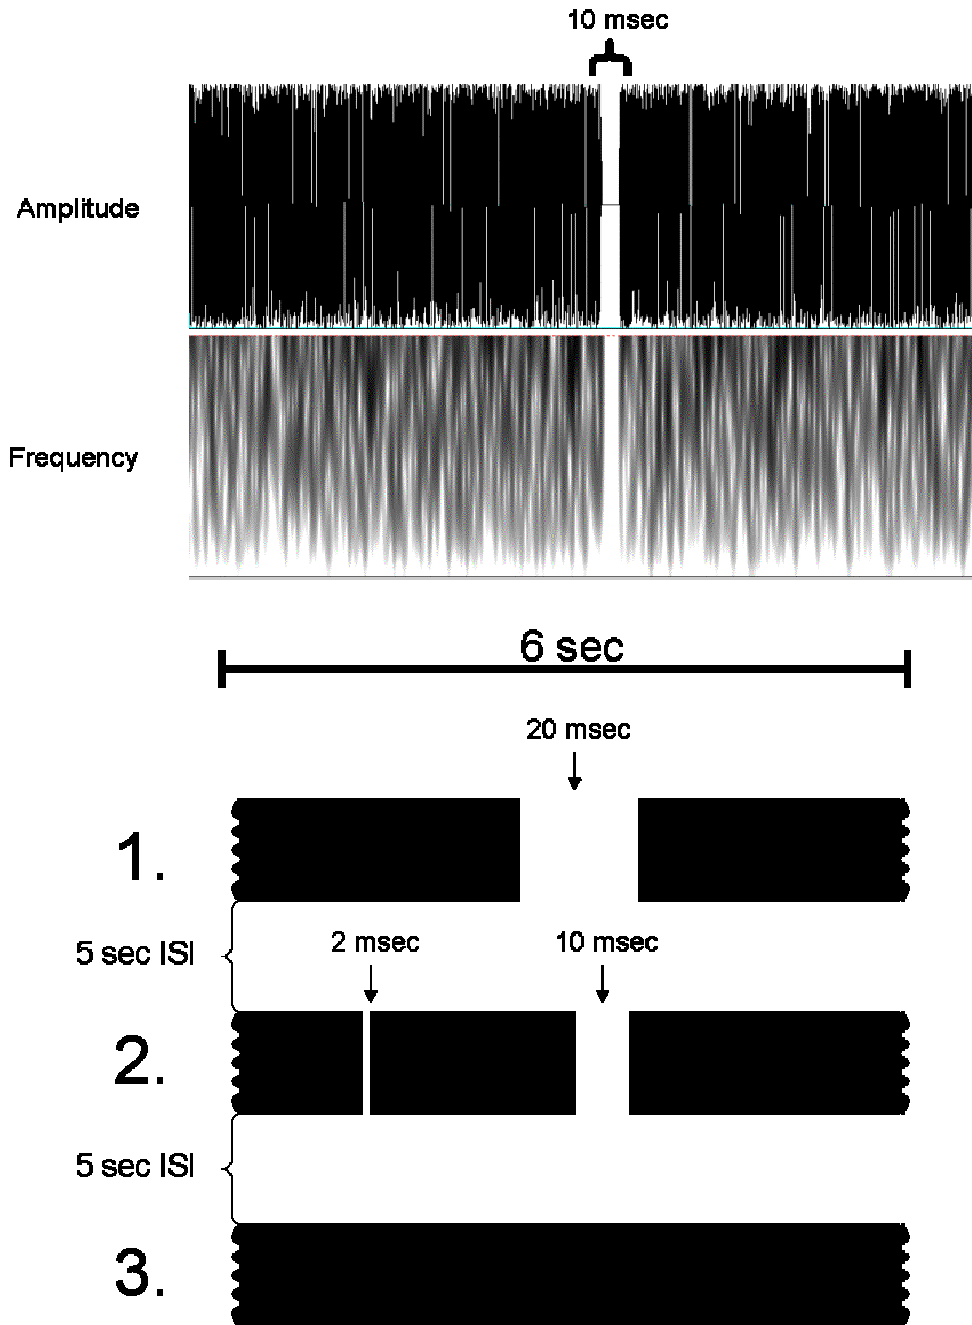 10 msec
Amplitude
Frequency
6 sec
20 msec
1.
5 sec ISI
2 msec
10 msec
2.
5 sec ISI
3.